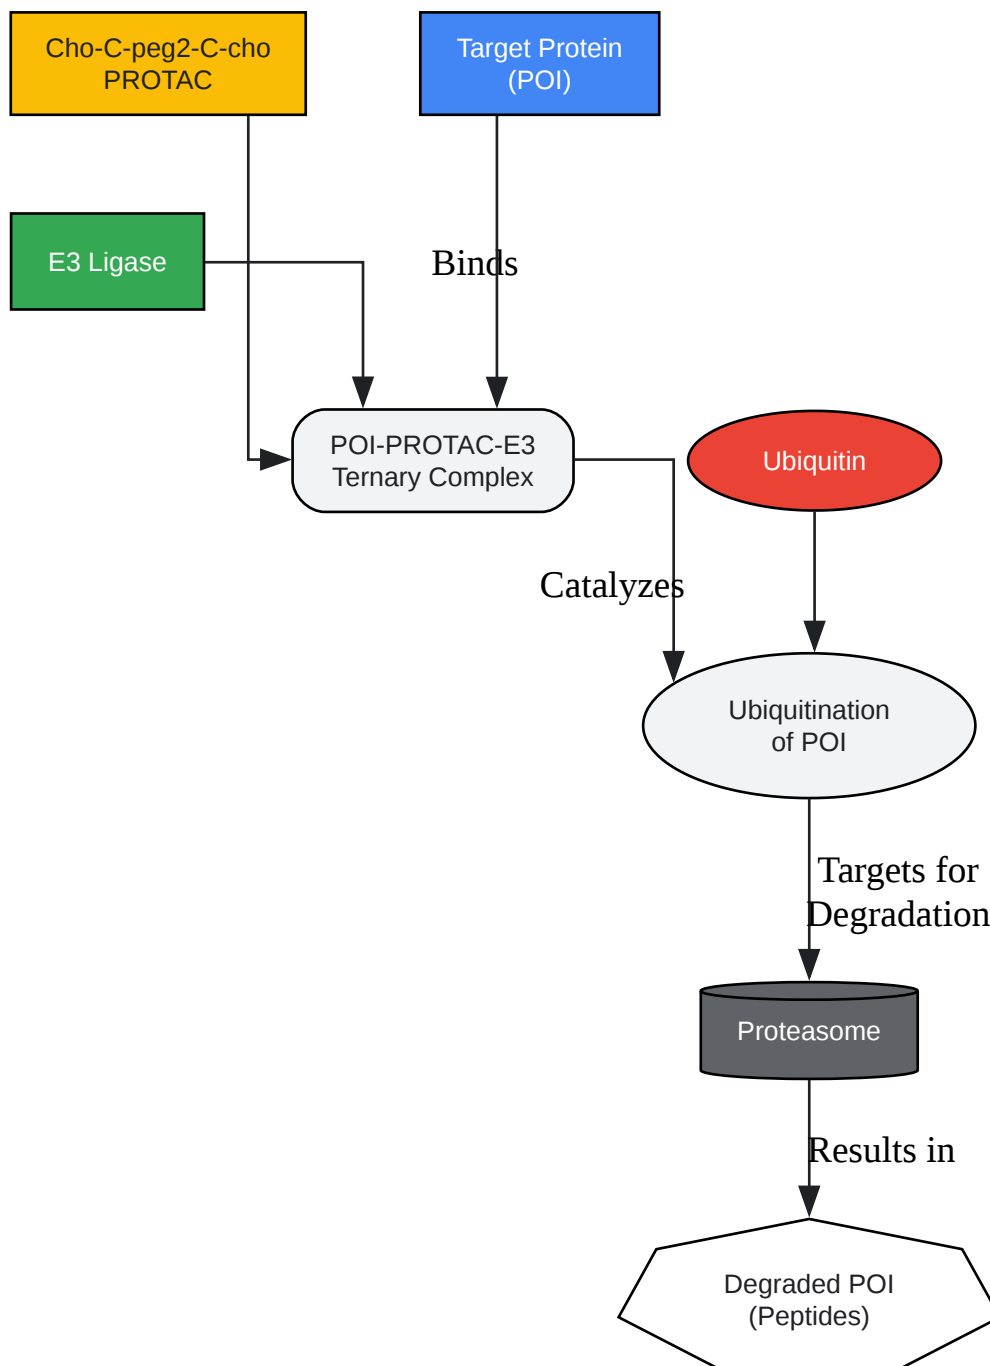 Cho-C-peg2-C-cho
PROTAC
Target Protein
(POI)
E3 Ligase
Binds
POI-PROTAC-E3
Ternary Complex
Ubiquitin
Catalyzes
Ubiquitination
of POI
Targets for
Degradation
Proteasome
Results in
Degraded POI
(Peptides)